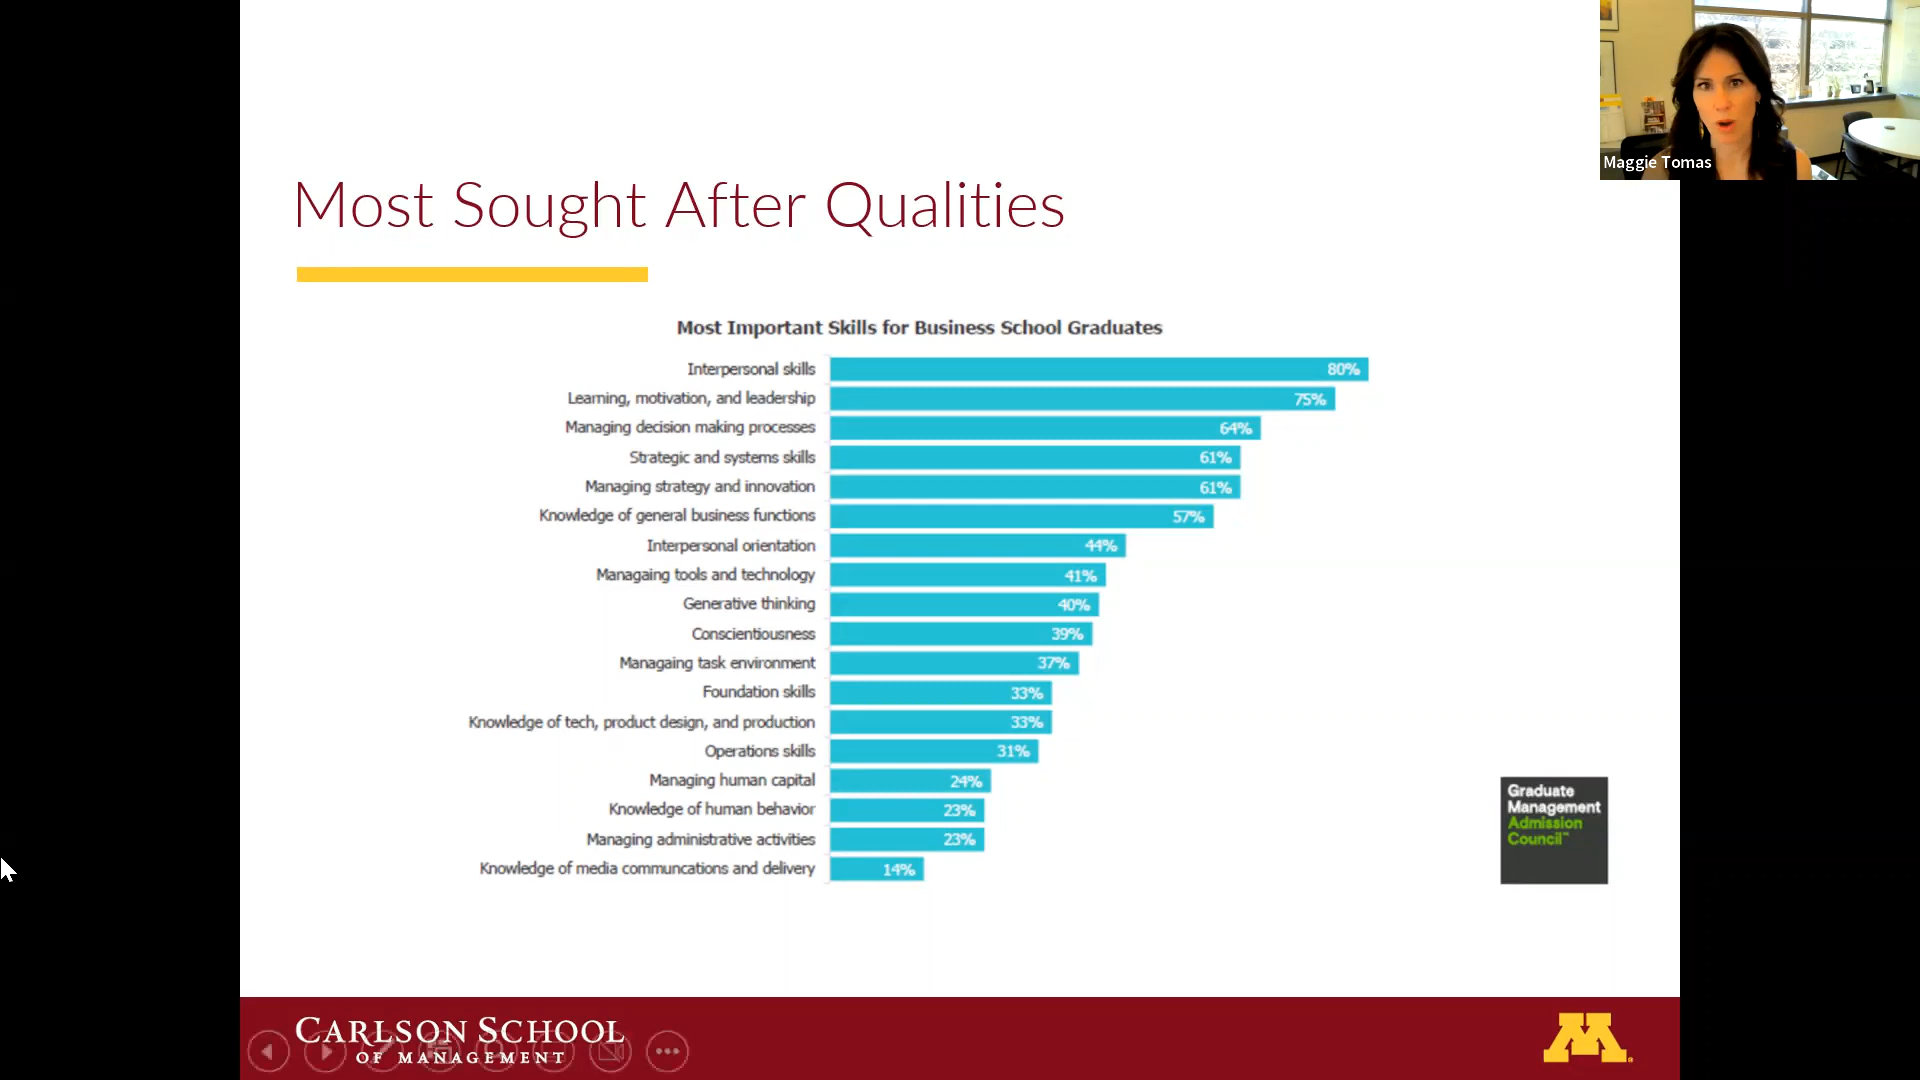 Maggie Tomas
Most Sought After Qualities
Most Important Skills for Business School Graduates
Interpersonal skills 80%
Learning, motivation, and leadership 75%
Managing decision making processes 64%
Strategic and systems skills 61%
Managing strategy and innovation 61%
Knowledge of general business functions 57%
Interpersonal orientation 44%
Managaing tools and technology 41%
Generative thinking 40%
Conscientiousness 39%
Managaing task environment 37%
Foundation skills 33%
Knowledge of tech, product design, and production 33%
Operations skills 31%
Managing human capital 24%
Knowledge of human behavior 23%
Managing administrative activities 23%
Knowledge of media communcations and delivery 14%
Graduate
Management
Admission
Council™
CARLSON SCHOOL
OF MANAGEMENT
M